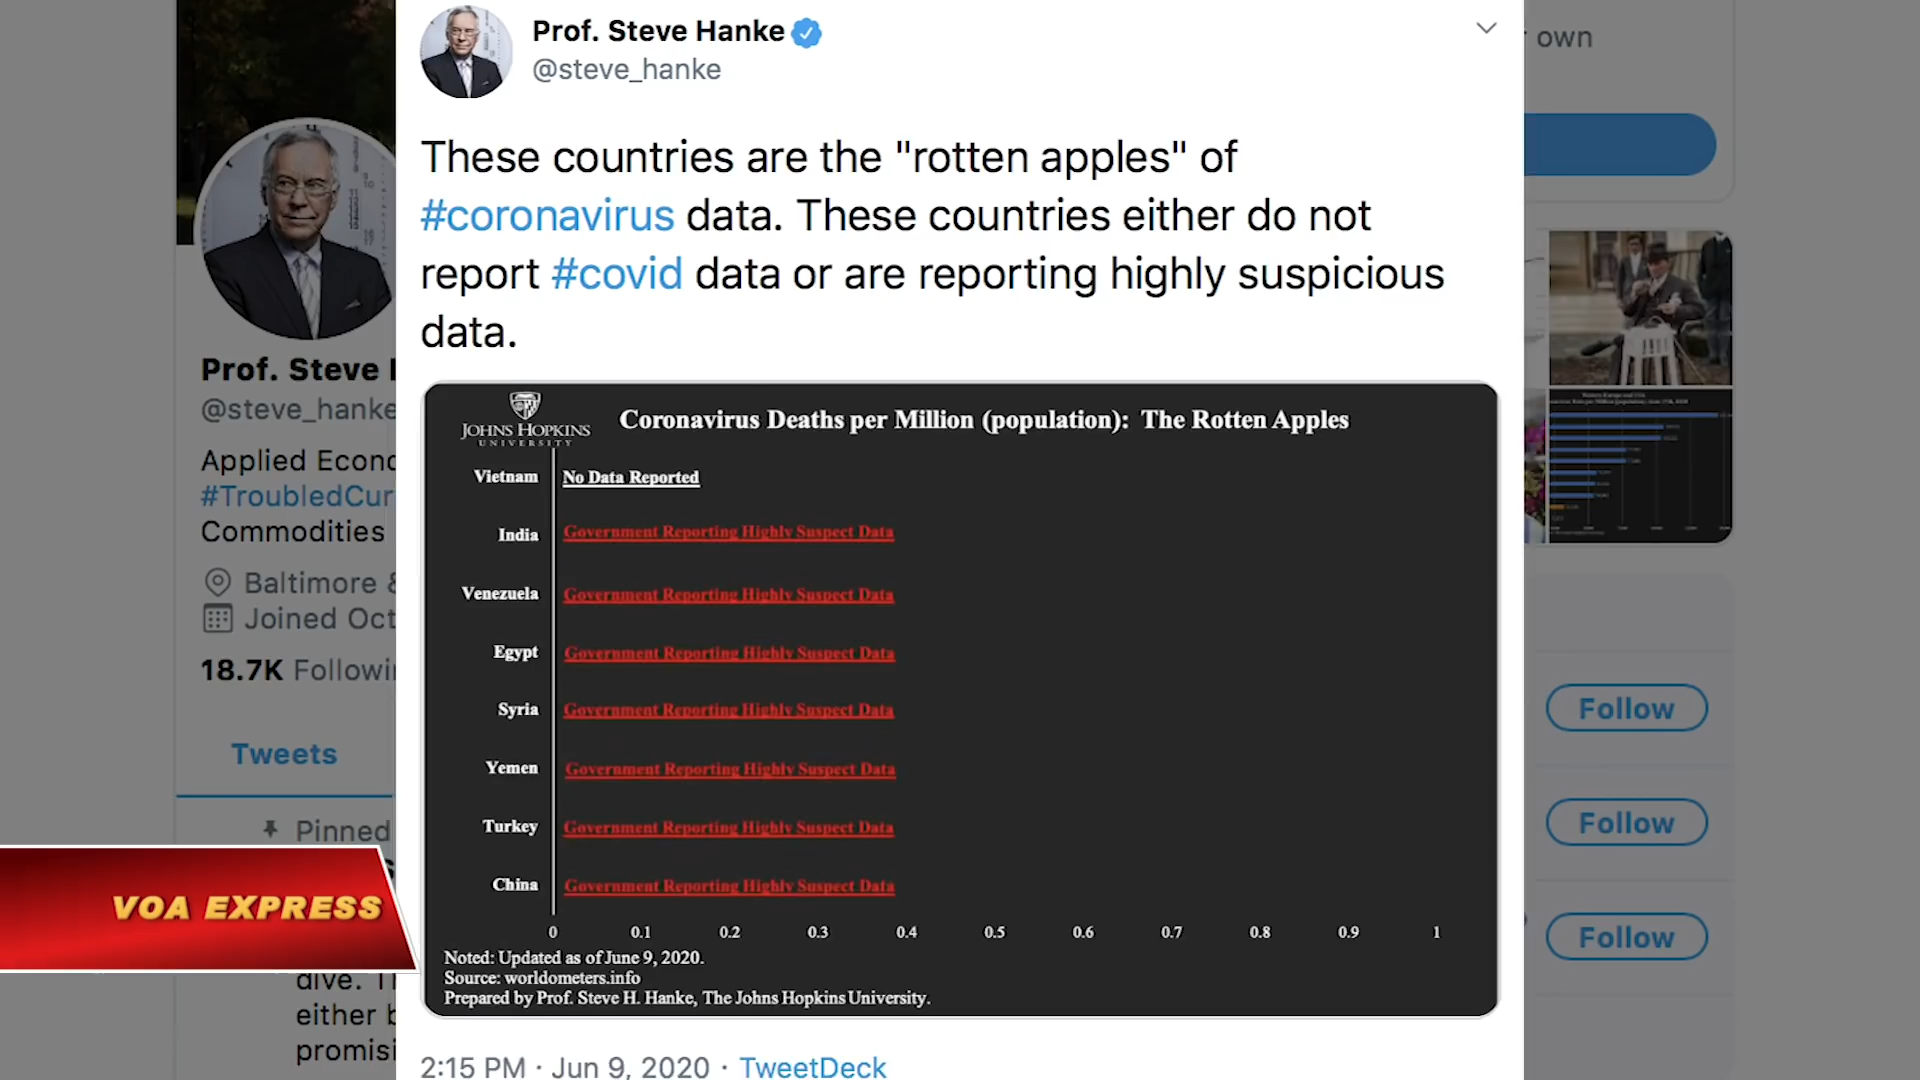 Prof. Steve Hanke
@steve_hanke
These countries are the "rotten apples" of
#coronavirus data. These countries either do not
report #covid data or are reporting highly suspicious
data.
JOHNS HOPKINS
UNIVERSITY
Coronavirus Deaths per Million (population): The Rotten Apples
Vietnam No Data Reported
India Government Reporting Highly Suspect Data
Venezuela Government Reporting Highly Suspect Data
Egypt Government Reporting Highly Suspect Data
Syria Government Reporting Highly Suspect Data
Yemen Government Reporting Highly Suspect Data
Turkey Government Reporting Highly Suspect Data
China Government Reporting Highly Suspect Data
0 0.1 0.2 0.3 0.4 0.5 0.6 0.7 0.8 0.9 1
Noted: Updated as of June 9, 2020.
Source: worldometers.info
Prepared by Prof. Steve H. Hanke, The Johns Hopkins University.
2:15 PM · Jun 9, 2020 · TweetDeck
Prof. Steve
@steve_hanke
Applied
#TroubledCur
Commodities
Baltimore
Joined Oct
18.7K
Tweets
Pinned
VOA EXPRESS
dive.
either
own
Follow
Follow
Follow